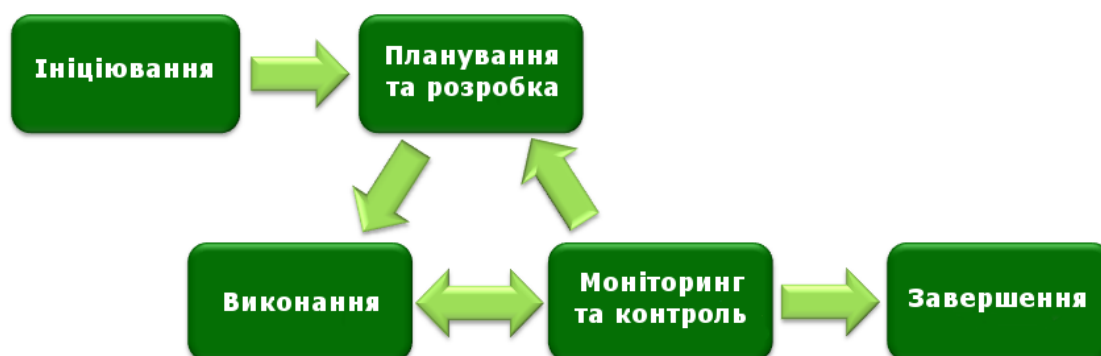 Ініціювання
Планування
та розробка
Виконання
Моніторинг
та контроль
Завершення